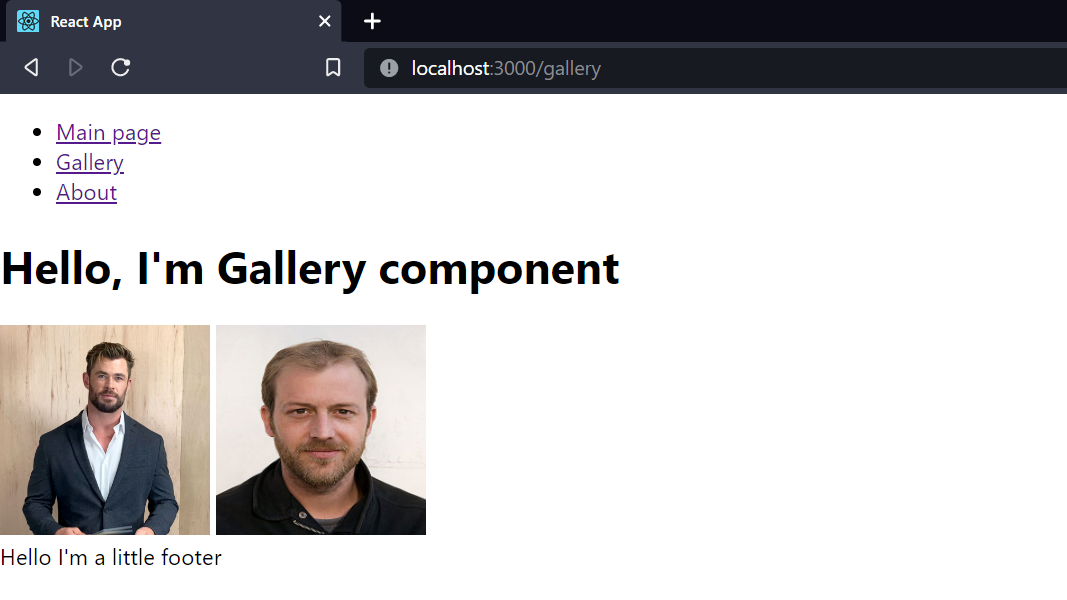 React App
localhost:3000/gallery
Main page
Gallery
About
Hello, I'm Gallery component
Hello I'm a little footer